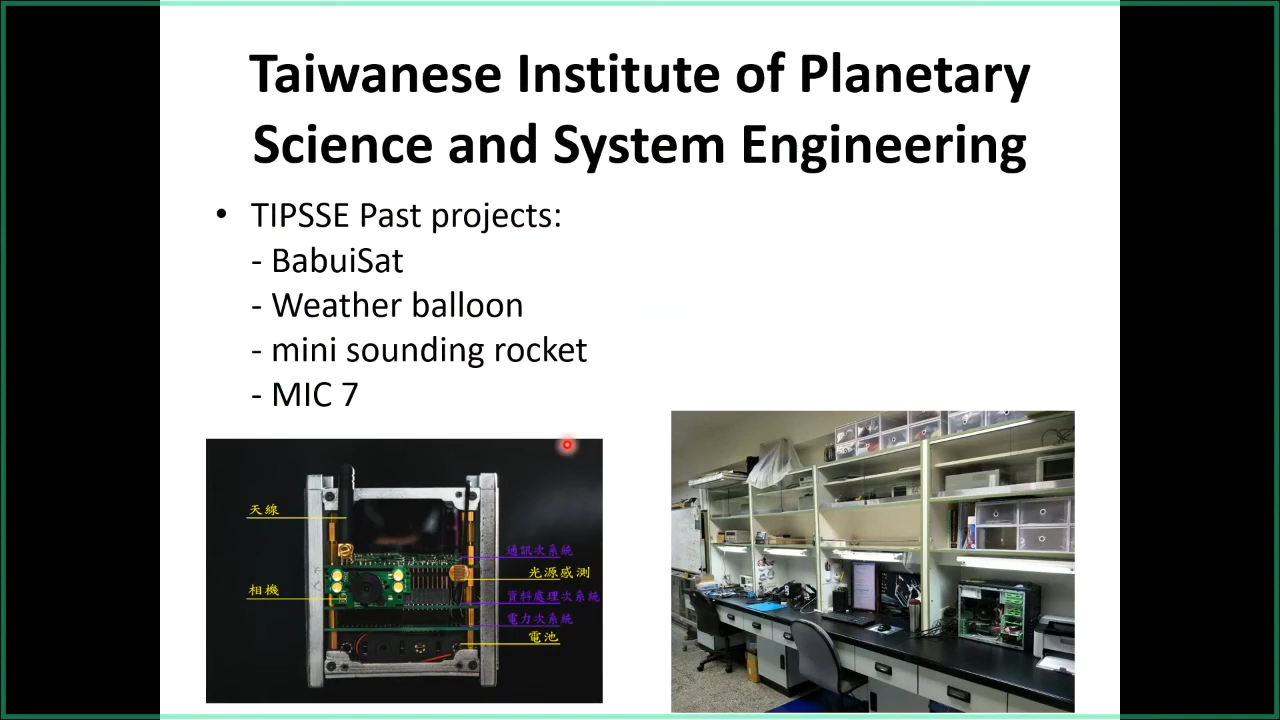 Taiwanese Institute of Planetary
Science and System Engineering
• TIPSSE Past projects:
- BabuiSat
- Weather balloon
- mini sounding rocket
- MIC 7
天線
相機
通訊次系統
光源感測
資料處理次系統
電力次系統
電池